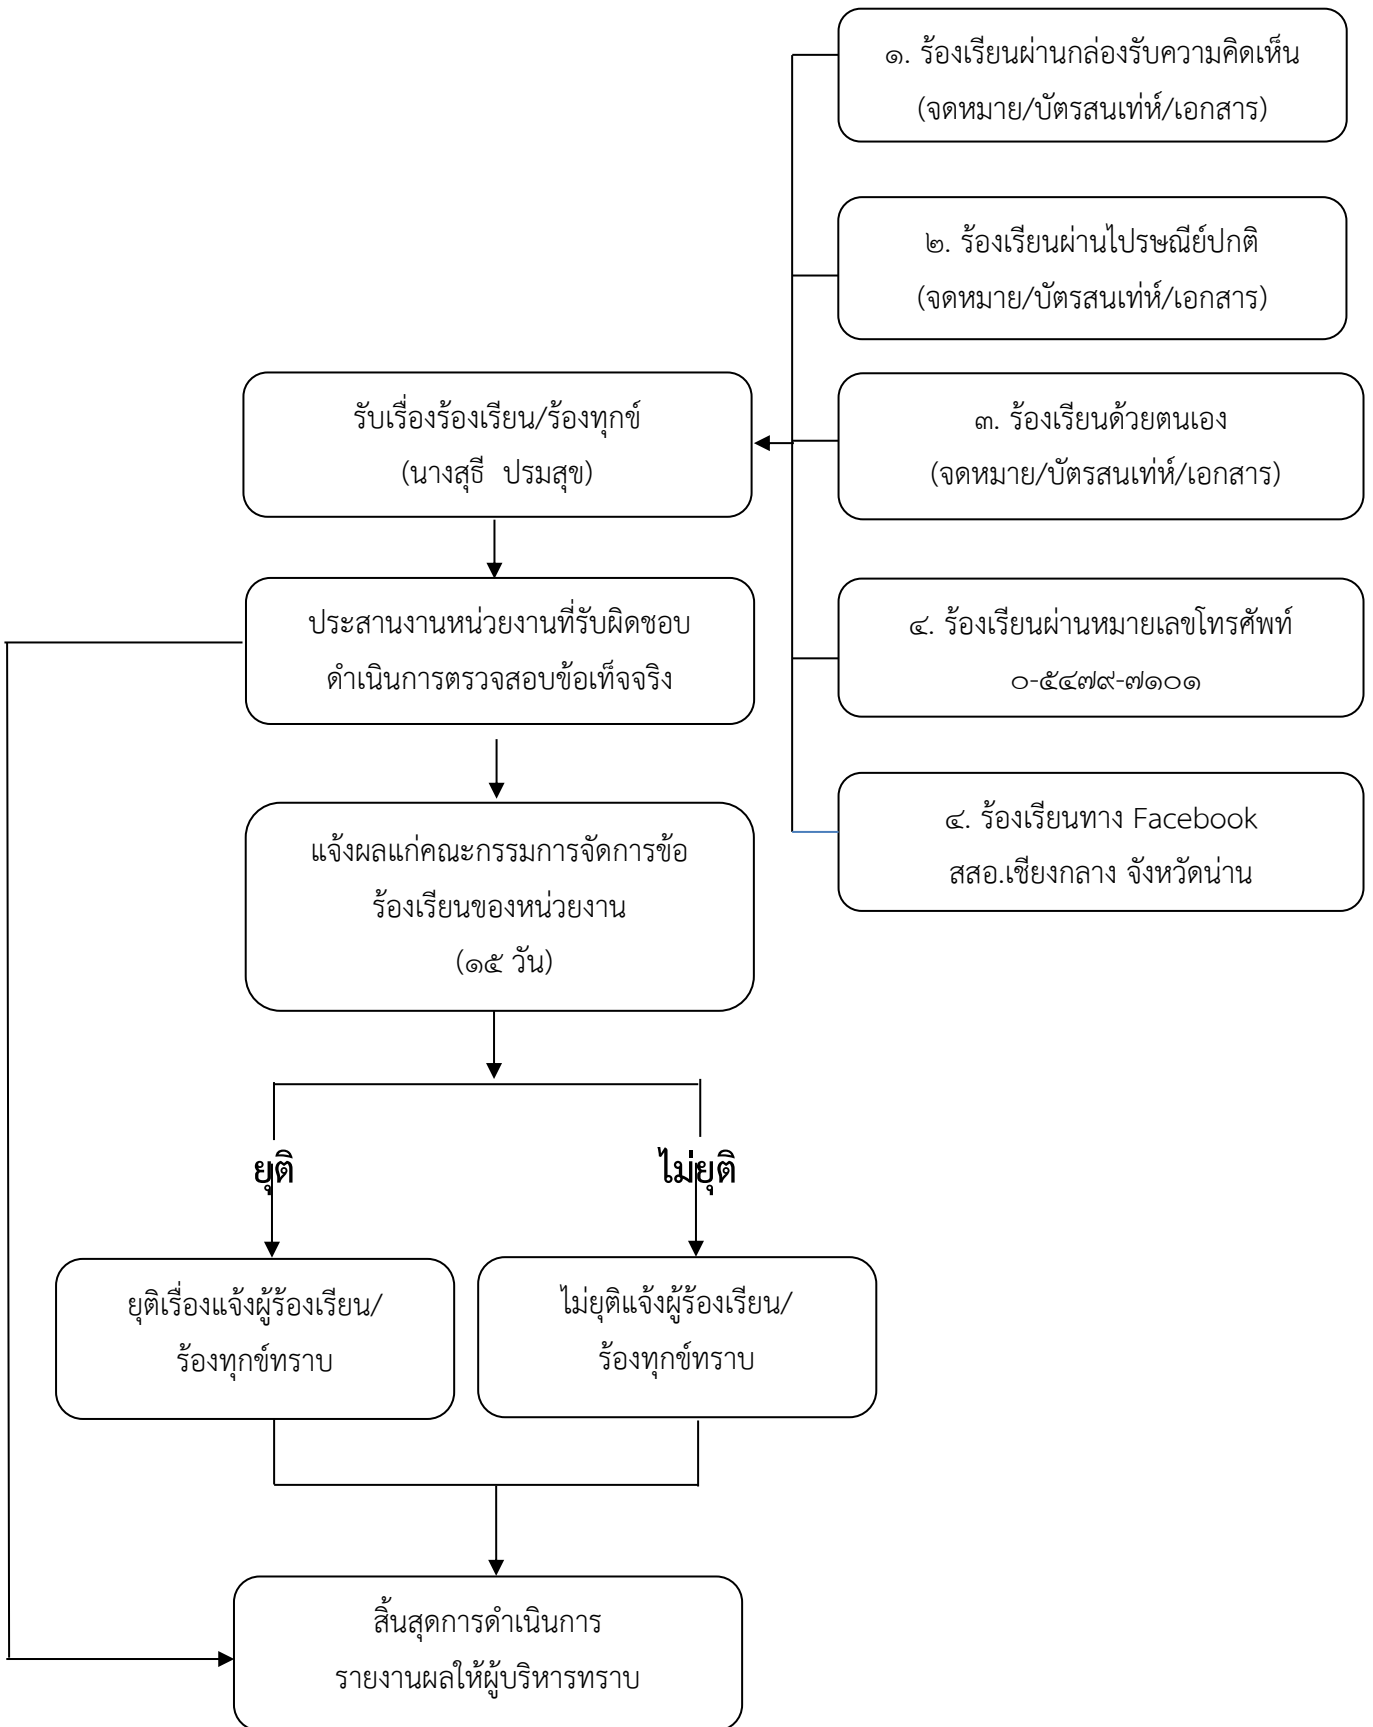 ๑. ร้องเรียนผ่านกล่องรับความคิดเห็น
(จดหมาย/บัตรสนเท่ห์/เอกสาร)
๒. ร้องเรียนผ่านไปรษณีย์ปกติ
(จดหมาย/บัตรสนเท่ห์/เอกสาร)
๓. ร้องเรียนด้วยตนเอง
(จดหมาย/บัตรสนเท่ห์/เอกสาร)
๔. ร้องเรียนผ่านหมายเลขโทรศัพท์
๐-๕๔๗๙-๗๑๐๑
๔. ร้องเรียนทาง Facebook
สสอ.เชียงกลาง จังหวัดน่าน
รับเรื่องร้องเรียน/ร้องทุกข์
(นางสุธี  ปรมสุข)
ประสานงานหน่วยงานที่รับผิดชอบ
ดำเนินการตรวจสอบข้อเท็จจริง
แจ้งผลแก่คณะกรรมการจัดการข้อ
ร้องเรียนของหน่วยงาน
(๑๕ วัน)
ยุติ
ไม่ยุติ
ยุติเรื่องแจ้งผู้ร้องเรียน/
ร้องทุกข์ทราบ
ไม่ยุติแจ้งผู้ร้องเรียน/
ร้องทุกข์ทราบ
สิ้นสุดการดำเนินการ
รายงานผลให้ผู้บริหารทราบ